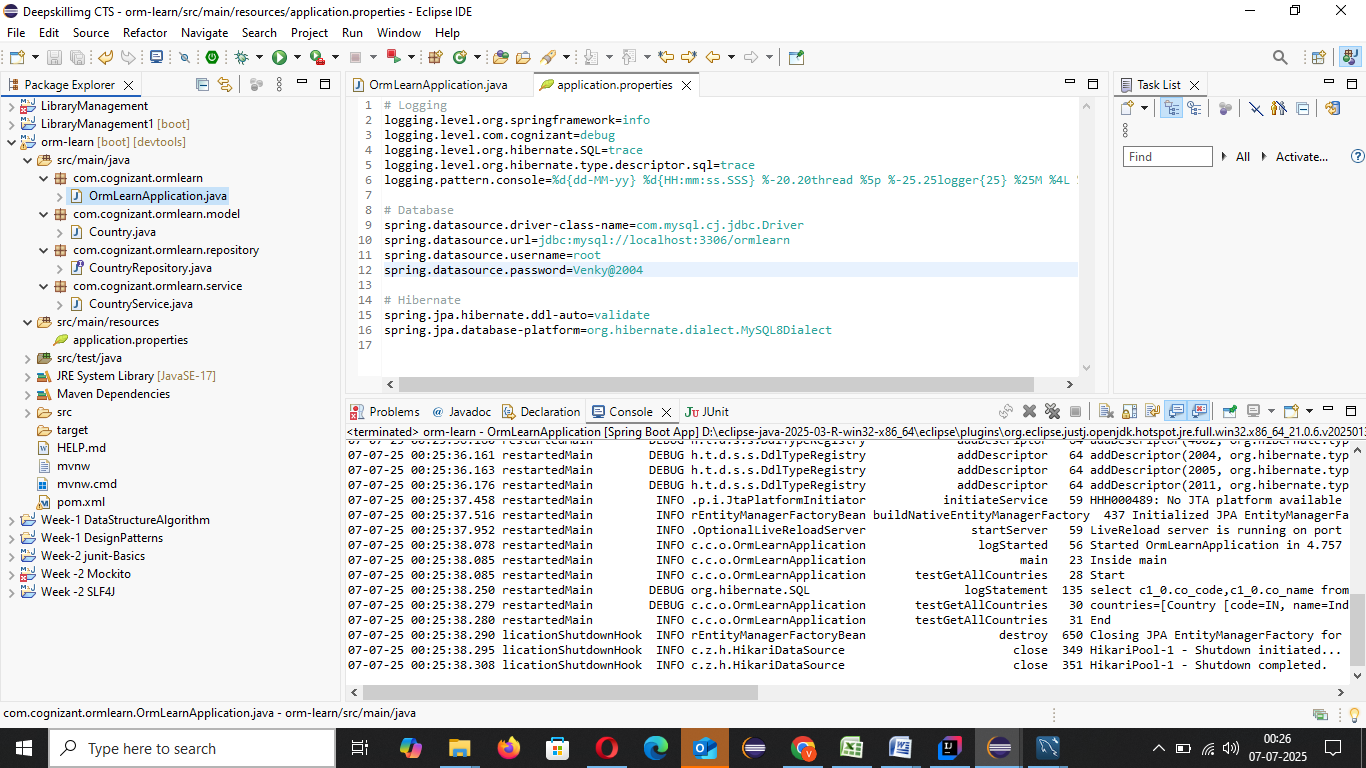 Deepskillimg CTS - orm-learn/src/main/resources/application.properties - Eclipse IDE
File Edit Source Refactor Navigate Search Project Run Window Help
Package Explorer
LibraryManagement
LibraryManagement1 [boot]
orm-learn [boot] [devtools]
src/main/java
com.cognizant.ormlearn
OrmLearnApplication.java
com.cognizant.ormlearn.model
Country.java
com.cognizant.ormlearn.repository
CountryRepository.java
com.cognizant.ormlearn.service
CountryService.java
src/main/resources
application.properties
src/test/java
JRE System Library [JavaSE-17]
Maven Dependencies
src
target
HELP.md
mvnw
mvnw.cmd
pom.xml
Week-1 DataStructureAlgorithm
Week-1 DesignPatterns
Week-2 junit-Basics
Week -2 Mockito
Week -2 SLF4J
OrmLearnApplication.java application.properties
1 # Logging
2 logging.level.org.springframework=info
3 logging.level.com.cognizant=debug
4 logging.level.org.hibernate.SQL=trace
5 logging.level.org.hibernate.type.descriptor.sql=trace
6 logging.pattern.console=%d{dd-MM-yy} %d{HH:mm:ss.SSS} %-20.20thread %5p %-25.25logger{25} %25M %4L
7
8 # Database
9 spring.datasource.driver-class-name=com.mysql.cj.jdbc.Driver
10 spring.datasource.url=jdbc:mysql://localhost:3306/ormlearn
11 spring.datasource.username=root
12 spring.datasource.password=Venky@2004
13
14 # Hibernate
15 spring.jpa.hibernate.ddl-auto=validate
16 spring.jpa.database-platform=org.hibernate.dialect.MySQL8Dialect
17
Task List
Find All Activate...
Problems @ Javadoc Declaration Console JUnit
<terminated> orm-learn - OrmLearnApplication [Spring Boot App] D:\eclipse-java-2025-03-R-win32-x86_64\eclipse\plugins\org.eclipse.justj.openjdk.hotspot.jre.full.win32.x86_64_21.0.6.v2025013
07-07-25 00:25:36.160 restartedMain DEBUG h.t.d.s.s.DdlTypeRegistry addDescriptor 64 addDescriptor(4002, org.hibernate.typ
07-07-25 00:25:36.161 restartedMain DEBUG h.t.d.s.s.DdlTypeRegistry addDescriptor 64 addDescriptor(2004, org.hibernate.typ
07-07-25 00:25:36.176 restartedMain DEBUG h.t.d.s.s.DdlTypeRegistry addDescriptor 64 addDescriptor(2005, org.hibernate.typ
07-07-25 00:25:36.176 restartedMain DEBUG h.t.d.s.s.DdlTypeRegistry addDescriptor 64 addDescriptor(2011, org.hibernate.typ
07-07-25 00:25:37.458 restartedMain INFO .p.i.JtaPlatformInitiator initiateService 59 HHH000489: No JTA platform available
07-07-25 00:25:37.516 restartedMain INFO rEntityManagerFactoryBean buildNativeEntityManagerFactory 437 Initialized JPA EntityManagerFa
07-07-25 00:25:37.952 restartedMain INFO .OptionalLiveReloadServer startServer 59 LiveReload server is running on port
07-07-25 00:25:38.078 restartedMain INFO c.c.o.OrmLearnApplication logStarted 56 Started OrmLearnApplication in 4.757
07-07-25 00:25:38.085 restartedMain INFO c.c.o.OrmLearnApplication main 23 Inside main
07-07-25 00:25:38.085 restartedMain INFO c.c.o.OrmLearnApplication testGetAllCountries 28 Start
07-07-25 00:25:38.250 restartedMain DEBUG org.hibernate.SQL logStatement 135 select c1_0.co_code,c1_0.co_name from
07-07-25 00:25:38.279 restartedMain DEBUG c.c.o.OrmLearnApplication testGetAllCountries 30 countries=[Country [code=IN, name=Ind
07-07-25 00:25:38.280 restartedMain INFO c.c.o.OrmLearnApplication testGetAllCountries 31 End
07-07-25 00:25:38.290 licationShutdownHook INFO rEntityManagerFactoryBean destroy 650 Closing JPA EntityManagerFactory for
07-07-25 00:25:38.295 licationShutdownHook INFO c.z.h.HikariDataSource close 349 HikariPool-1 - Shutdown initiated...
07-07-25 00:25:38.308 licationShutdownHook INFO c.z.h.HikariDataSource close 351 HikariPool-1 - Shutdown completed.
com.cognizant.ormlearn.OrmLearnApplication.java - orm-learn/src/main/java
Type here to search
00:26
07-07-2025